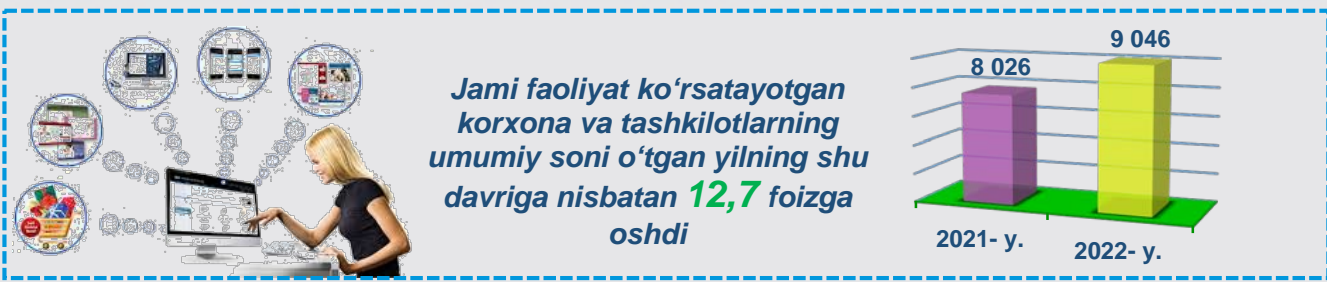 Jami faoliyat ko‘rsatayotgan
korxona va tashkilotlarning
umumiy soni o‘tgan yilning shu
davriga nisbatan 12,7 foizga
oshdi
9 046
8 026
2021- y.
2022- y.